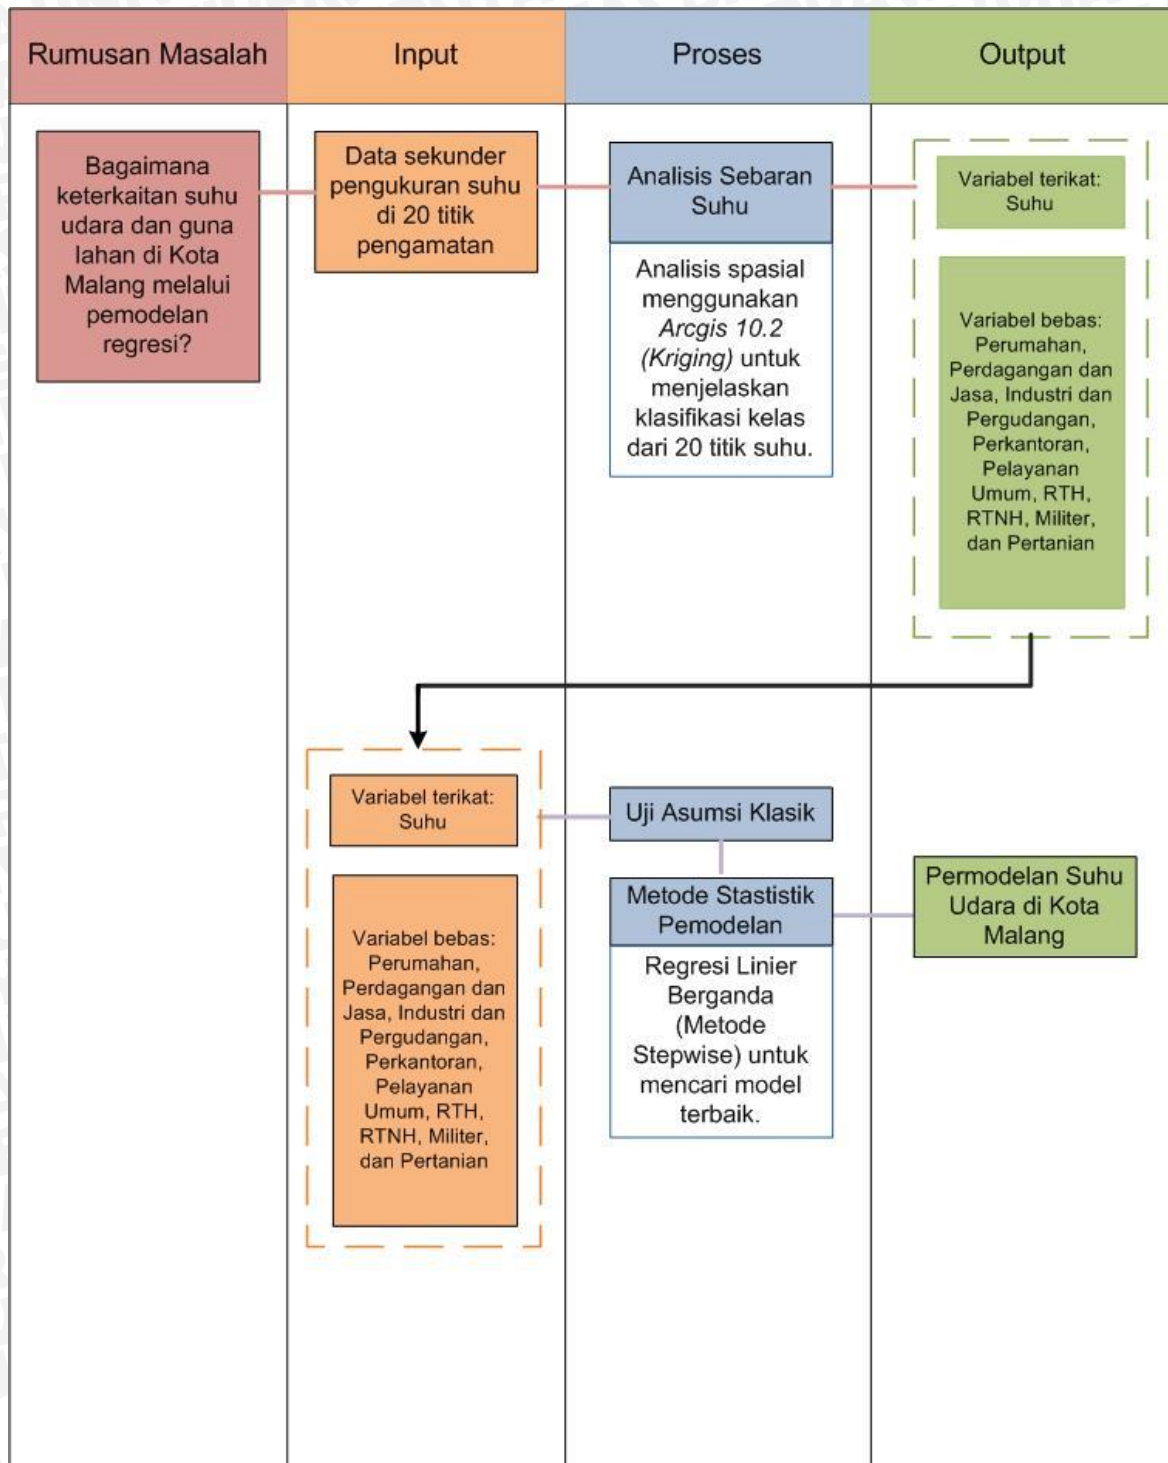 Rumusan Masalah
Input
Proses
Output
Bagaimana
keterkaitan suhu
udara dan guna
lahan di Kota
Malang melalui
pemodelan
regresi?
Data sekunder
pengukuran suhu
di 20 titik
pengamatan
Analisis Sebaran
Suhu
Analisis spasial
menggunakan
Arcgis 10.2
(Kriging) untuk
menjelaskan
klasifikasi kelas
dari 20 titik suhu.
Variabel terikat:
Suhu
Variabel bebas:
Perumahan,
Perdagangan dan
Jasa, Industri dan
Pergudangan,
Perkantoran,
Pelayanan
Umum, RTH,
RTNH, Militer,
dan Pertanian
Variabel terikat:
Suhu
Variabel bebas:
Perumahan,
Perdagangan dan
Jasa, Industri dan
Pergudangan,
Perkantoran,
Pelayanan
Umum, RTH,
RTNH, Militer,
dan Pertanian
Uji Asumsi Klasik
Metode Stastistik
Pemodelan
Regresi Linier
Berganda
(Metode
Stepwise) untuk
mencari model
terbaik.
Permodelan Suhu
Udara di Kota
Malang